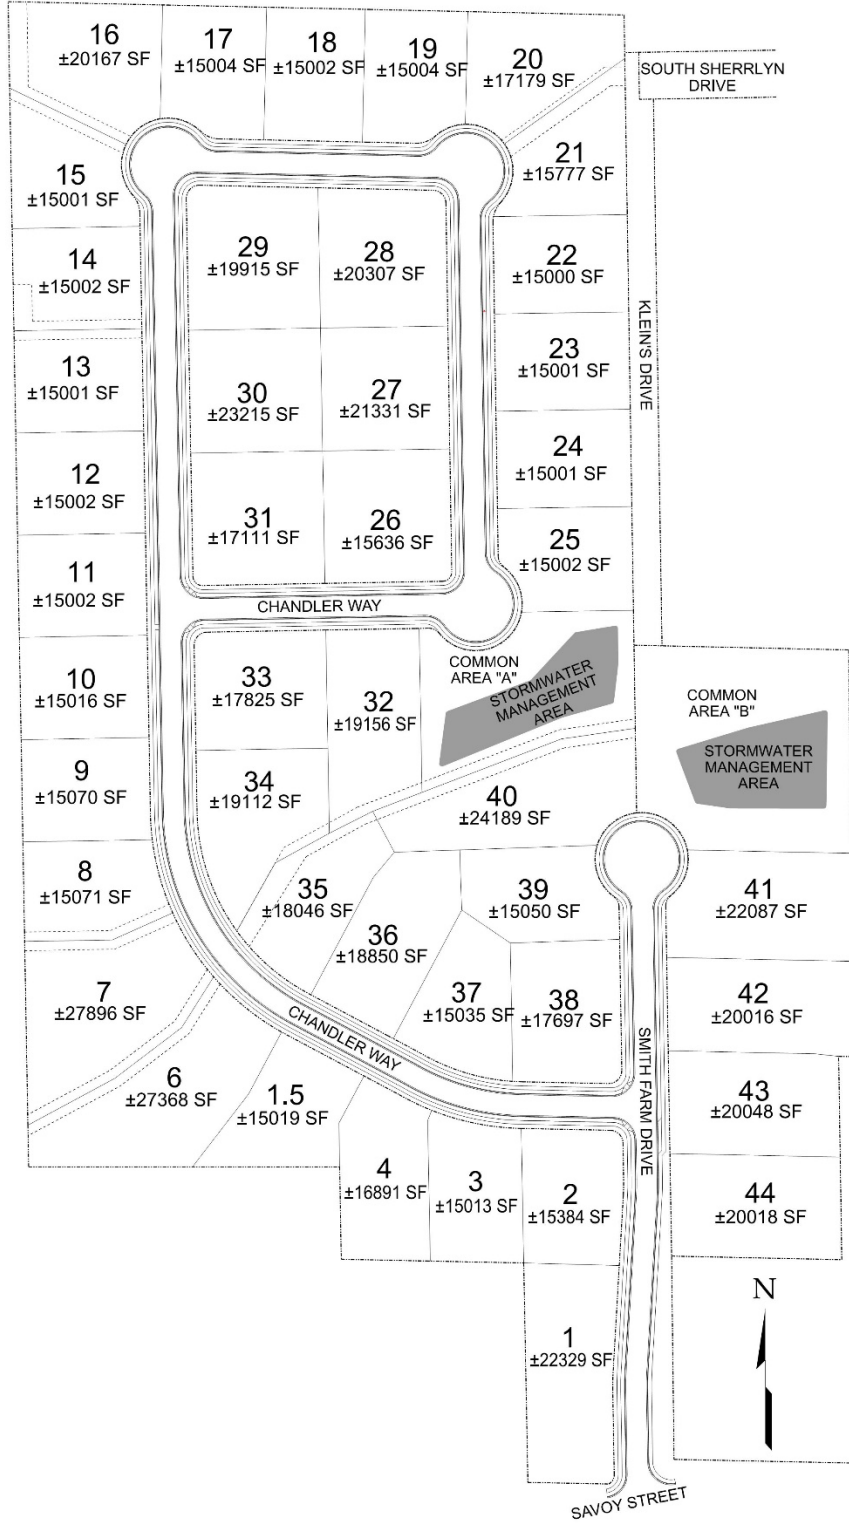 16
±20167 SF
17
±15004 SF
18
±15002 SF
19
±15004 SF
20
±17179 SF
SOUTH SHERRLYN
DRIVE
15
±15001 SF
21
±15777 SF
14
±15002 SF
29
±19915 SF
28
±20307 SF
22
±15000 SF
13
±15001 SF
30
±23215 SF
27
±21331 SF
23
±15001 SF
KLEIN'S DRIVE
12
±15002 SF
31
±17111 SF
26
±15636 SF
24
±15001 SF
25
±15002 SF
11
±15002 SF
CHANDLER WAY
10
±15016 SF
33
±17825 SF
32
±19156 SF
COMMON
AREA "A"
STORMWATER
MANAGEMENT
AREA
COMMON
AREA "B"
STORMWATER
MANAGEMENT
AREA
9
±15070 SF
34
±19112 SF
40
±24189 SF
8
±15071 SF
35
±18046 SF
39
±15050 SF
41
±22087 SF
36
±18850 SF
7
±27896 SF
37
±15035 SF
38
±17697 SF
42
±20016 SF
CHANDLER WAY
SMITH FARM DRIVE
6
±27368 SF
1.5
±15019 SF
43
±20048 SF
4
±16891 SF
3
±15013 SF
2
±15384 SF
44
±20018 SF
N
1
±22329 SF
SAVOY STREET